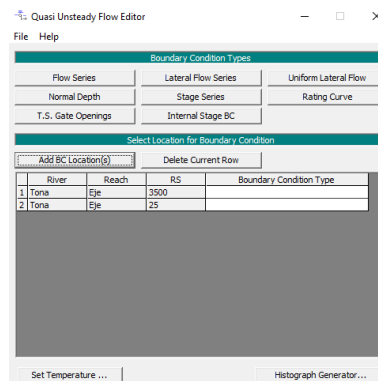 Quasi Unsteady Flow Editor
File Help
Boundary Condition Types
Flow Series Lateral Flow Series Uniform Lateral Flow
Normal Depth Stage Series Rating Curve
T.S. Gate Openings Internal Stage BC
Select Location for Boundary Condition
Add BC Location(s) Delete Current Row
River Reach RS Boundary Condition Type
1 Tona Eje 3500
2 Tona Eje 25
Set Temperature ... Histograph Generator...